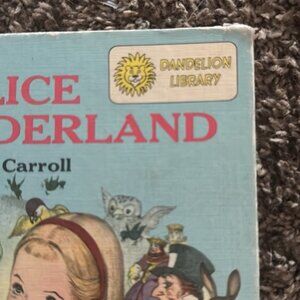 DANDELION
LIBRARY
LICE
DERLAND
Carroll